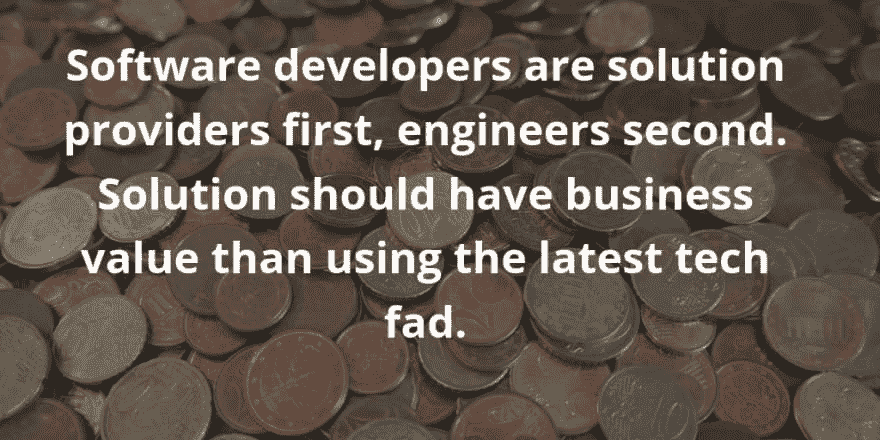 Software developers are solution
providers first, engineers second.
Solution should have business
value than using the latest tech
fad.